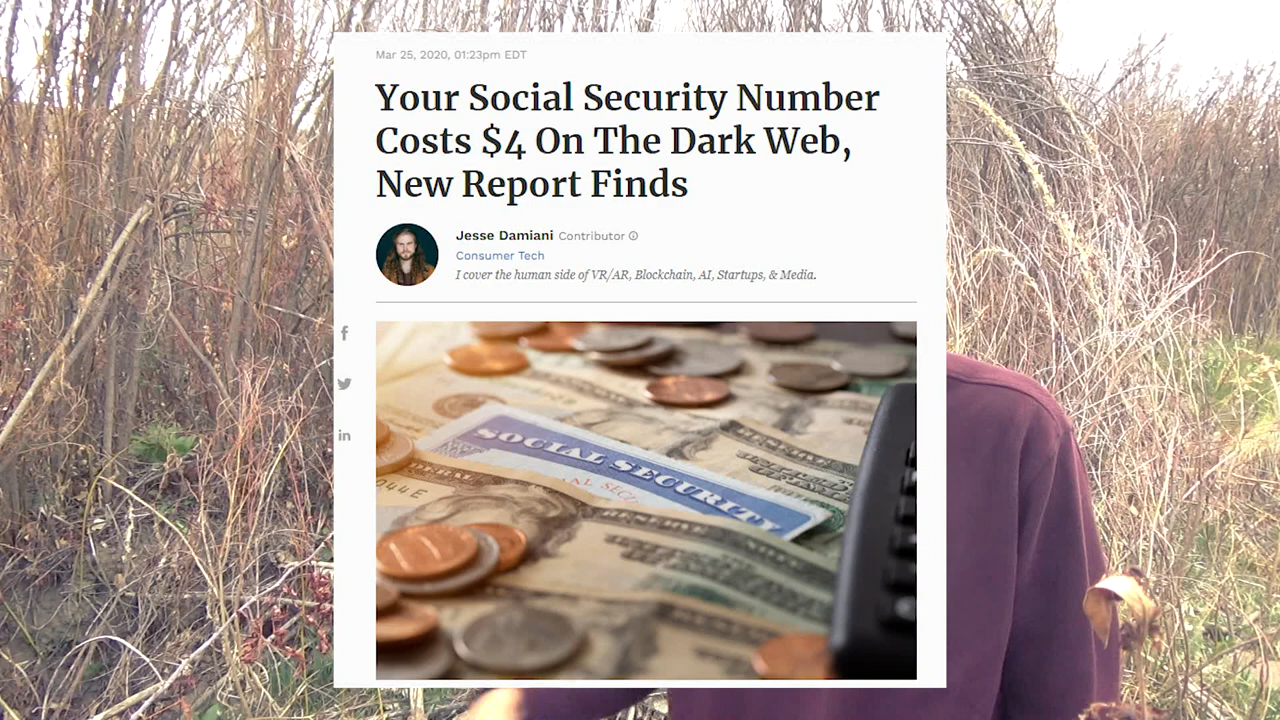 Mar 25, 2020, 01:23pm EDT
Your Social Security Number
Costs $4 On The Dark Web,
New Report Finds
Jesse Damiani Contributor
Consumer Tech
I cover the human side of VR/AR, Blockchain, AI, Startups, & Media.
f
in
SOCIAL SECURITY
044E